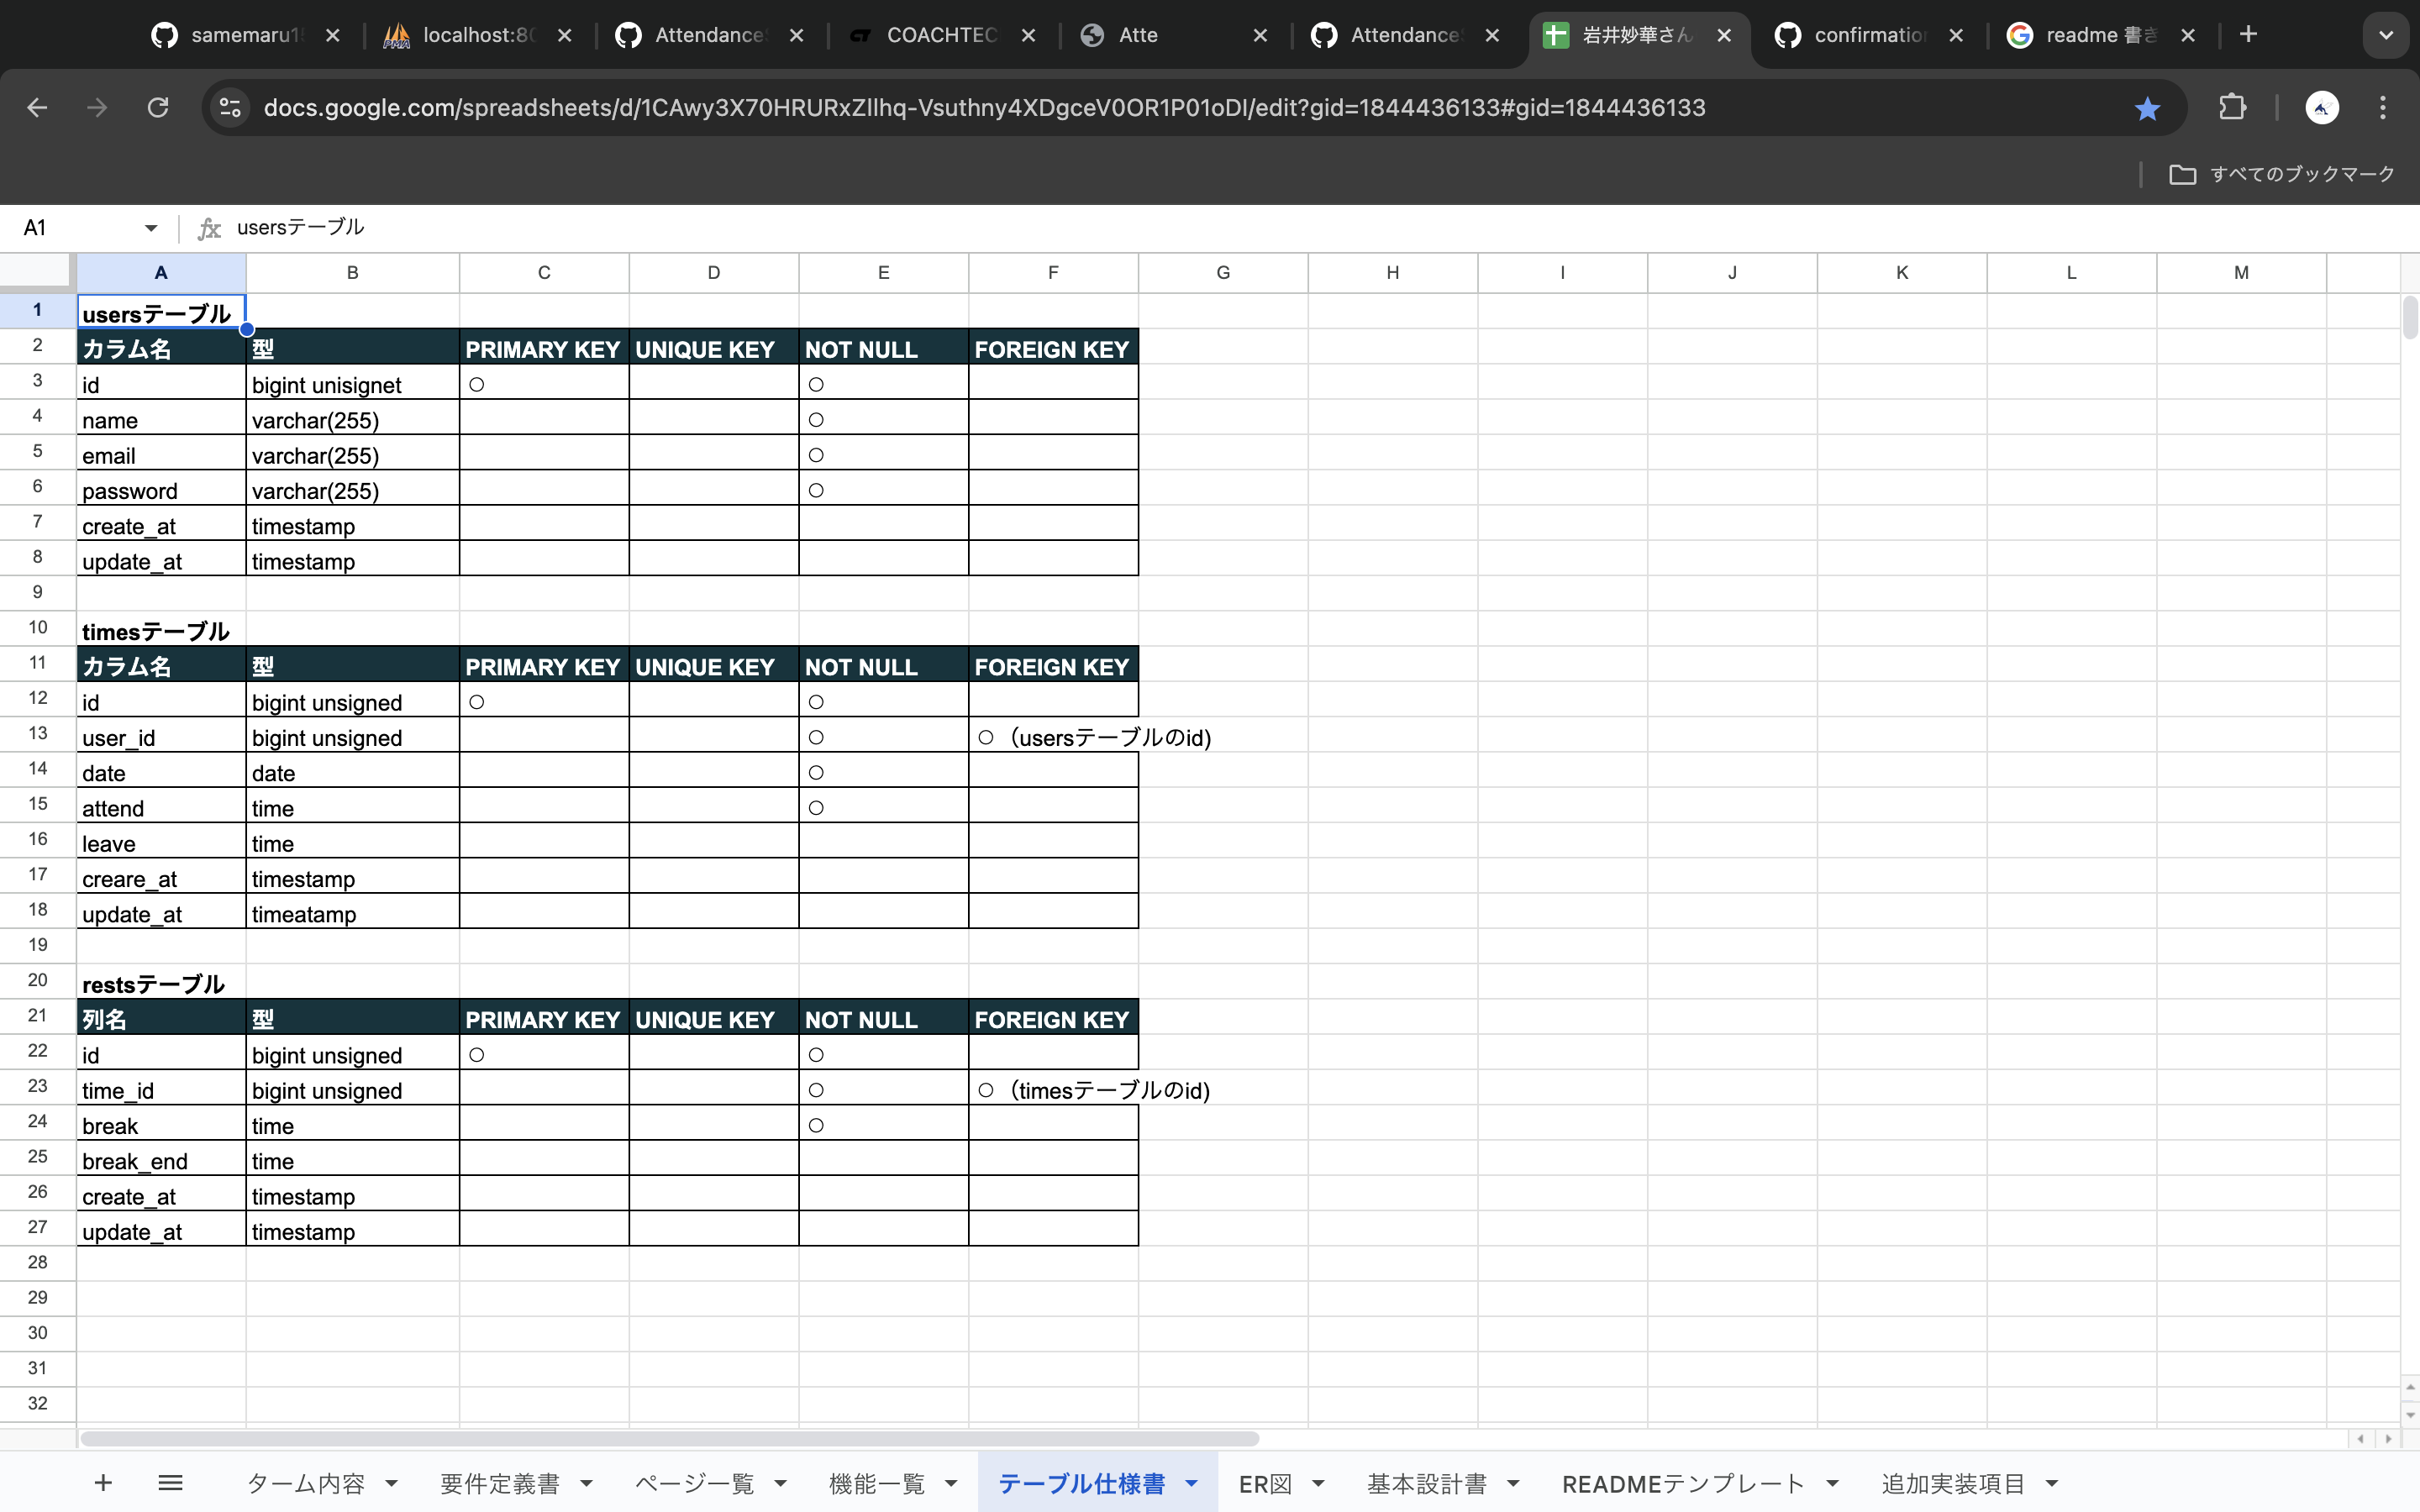 samemaru1
localhost:80
Attendance
COACHTEC
Atte
Attendance
岩井妙華さん
confirmation
readme 書き
docs.google.com/spreadsheets/d/1CAwy3X70HRURxZllhq-Vsuthny4XDgceV0OR1P01oDI/edit?gid=1844436133#gid=1844436133
すべてのブックマーク
A1 fx usersテーブル
A B C D E F G H I J K L M
1 usersテーブル
2 カラム名 型 PRIMARY KEY UNIQUE KEY NOT NULL FOREIGN KEY
3 id bigint unisignet ○ ○
4 name varchar(255) ○
5 email varchar(255) ○
6 password varchar(255) ○
7 create_at timestamp
8 update_at timestamp
9
10 timesテーブル
11 カラム名 型 PRIMARY KEY UNIQUE KEY NOT NULL FOREIGN KEY
12 id bigint unsigned ○ ○
13 user_id bigint unsigned ○ ○（usersテーブルのid)
14 date date ○
15 attend time ○
16 leave time
17 creare_at timestamp
18 update_at timeatamp
19
20 restsテーブル
21 列名 型 PRIMARY KEY UNIQUE KEY NOT NULL FOREIGN KEY
22 id bigint unsigned ○ ○
23 time_id bigint unsigned ○ ○（timesテーブルのid)
24 break time ○
25 break_end time
26 create_at timestamp
27 update_at timestamp
28
29
30
31
32
ターム内容 要件定義書 ページ一覧 機能一覧 テーブル仕様書 ER図 基本設計書 READMEテンプレート 追加実装項目